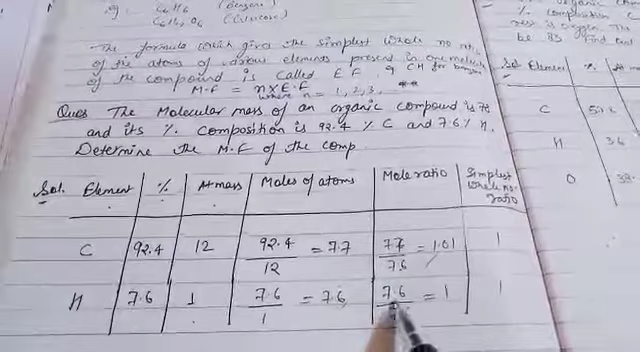 Eg. C6H6 (Benzene)
C6H12O6 (Glucose)
The formula which gives the simplest whole no ratio
of the atoms of various elements present in one molecule
of the compound is called E F. eg CH for benzene
M.F = n x E.F
where n = 1, 2, 3, ...
Ques The Molecular mass of an organic compound is 78
and its % composition is 92.4 % C and 7.6 % H.
Determine the M.F of the comp
Sol. Element % At mass Moles of atoms Mole ratio Simplest whole no. ratio
C 92.4 12 92.4/12 = 7.7 7.7/7.6 = 1.01 1
H 7.6 1 7.6/1 = 7.6 7.6/ = 1 1
% composition
be 88 find
Sol Element %
C
H
O